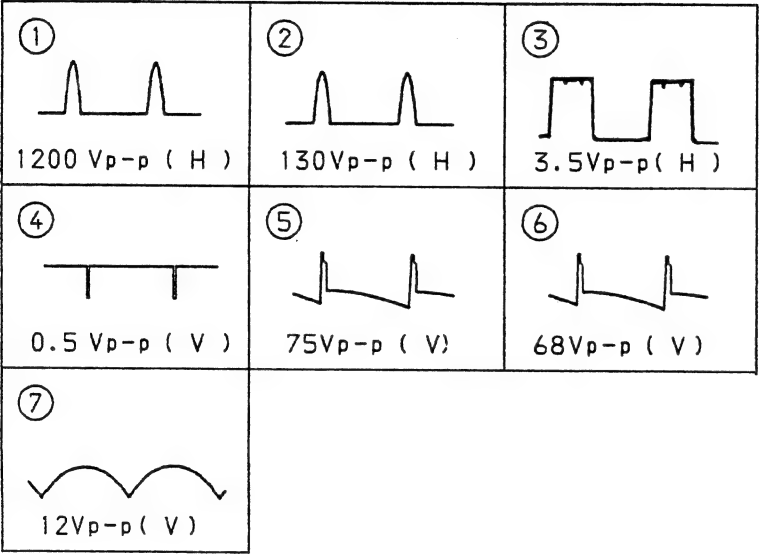 ①
1200 Vp-p ( H )
②
130Vp-p ( H )
③
3.5Vp-p( H )
④
0.5 Vp-p ( V )
⑤
75Vp-p ( V)
⑥
68Vp-p ( V )
⑦
12Vp-p( V )